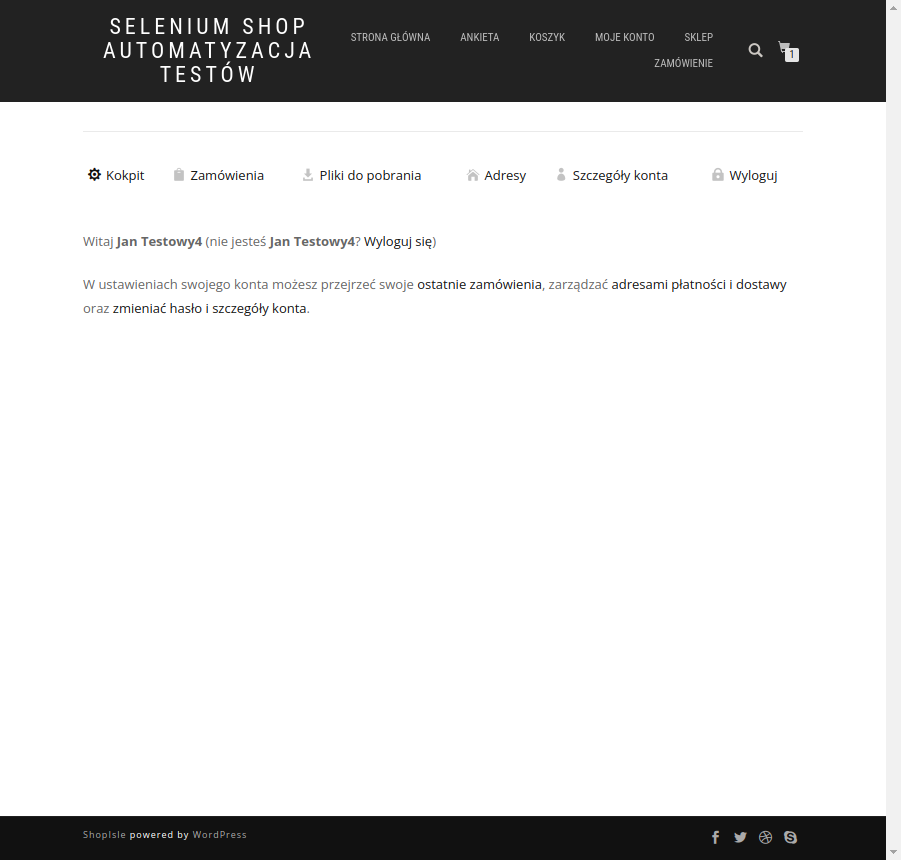 SELENIUM SHOP
AUTOMATYZACJA
TESTÓW
STRONA GŁÓWNA ANKIETA KOSZYK MOJE KONTO SKLEP
ZAMÓWIENIE
1
Kokpit Zamówienia Pliki do pobrania Adresy Szczegóły konta Wyloguj
Witaj Jan Testowy4 (nie jesteś Jan Testowy4? Wyloguj się)
W ustawieniach swojego konta możesz przejrzeć swoje ostatnie zamówienia, zarządzać adresami płatności i dostawy
oraz zmieniać hasło i szczegóły konta.
ShopIsle powered by WordPress